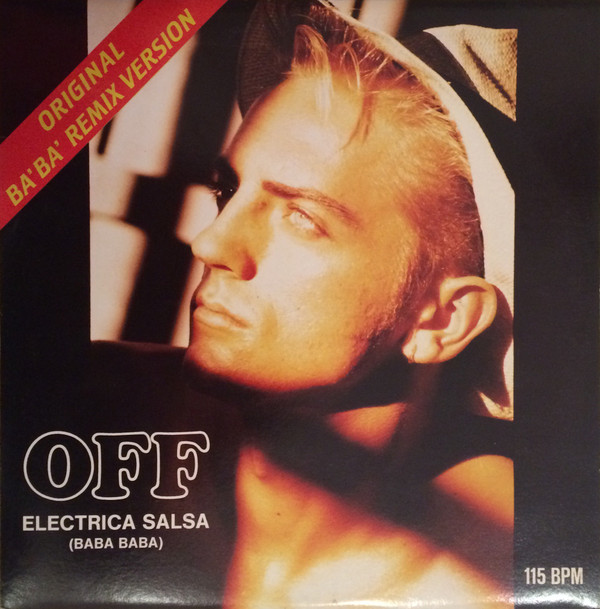 ORIGINAL
BA'BA' REMIX VERSION
OFF
ELECTRICA SALSA
(BABA BABA)
115 BPM